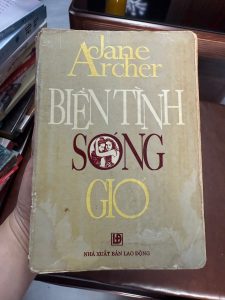 Jane
Archer
BIỂN TÌNH
SÓNG
GIÓ
NHÀ XUẤT BẢN LAO ĐỘNG